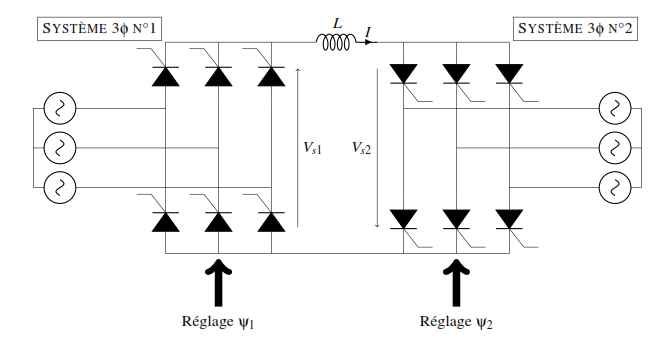 SYSTÈME 3ϕ N°1
L
I
SYSTÈME 3ϕ N°2
Vs1
Vs2
Réglage ψ1
Réglage ψ2